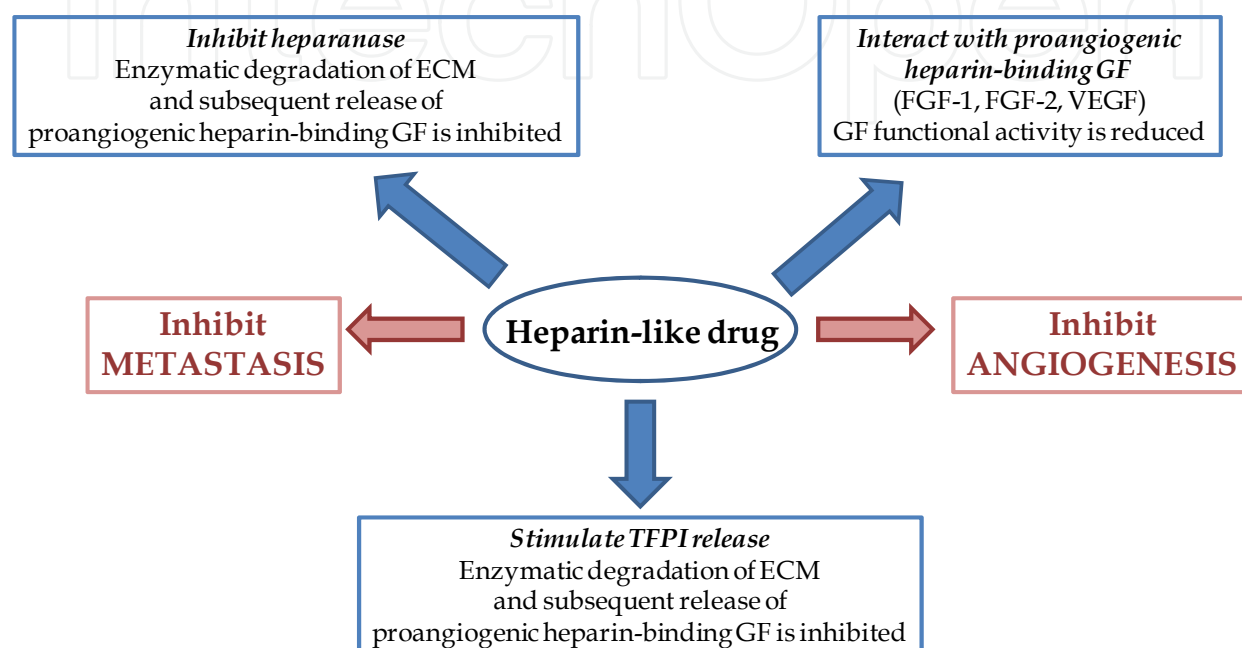 IntechOpen
Inhibit heparanase
Enzymatic degradation of ECM
and subsequent release of
proangiogenic heparin-binding GF is inhibited
Interact with proangiogenic
heparin-binding GF
(FGF-1, FGF-2, VEGF)
GF functional activity is reduced
Inhibit
METASTASIS
Heparin-like drug
Inhibit
ANGIOGENESIS
Stimulate TFPI release
Enzymatic degradation of ECM
and subsequent release of
proangiogenic heparin-binding GF is inhibited